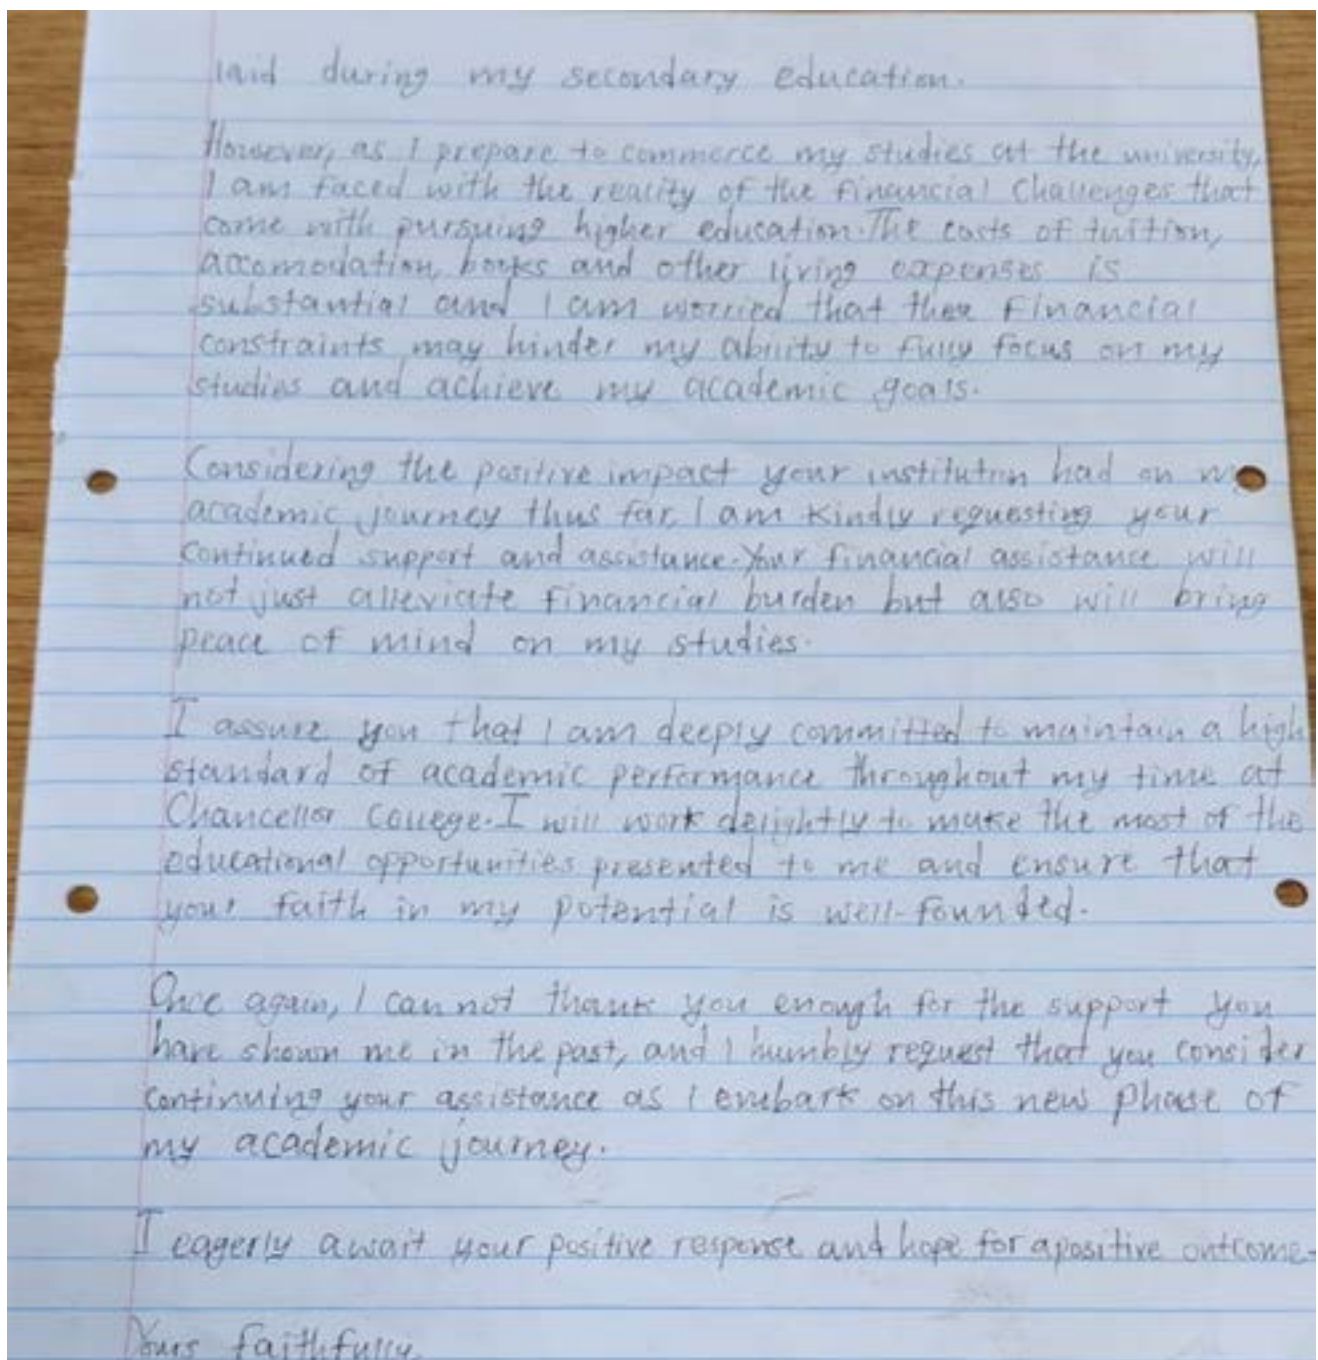 laid during my secondary education.
However, as I prepare to commerce my studies at the university,
I am faced with the reality of the financial challenges that
come with pursuing higher education. The costs of tuition,
accomodation, books and other living expenses is
substantial and I am worried that thea financial
constraints may hinder my ability to fully focus on my
studies and achieve my academic goals.
Considering the positive impact your institution had on
academic journey thus far, I am kindly requesting your
continued support and assistance. Your financial assistance will
not just alleviate financial burden but also will bring
peace of mind on my studies.
I assure you that I am deeply committed to maintain a high
standard of academic performance throughout my time at
Chancellor College. I will work delightly to make the most of the
educational opportunities presented to me and ensure that
your faith in my potential is well-founded.
Once again, I can not thank you enough for the support you
have shown me in the past, and I humbly request that you consider
continuing your assistance as I embark on this new phase of
my academic journey.
I eagerly await your positive response and hope for apositive outcome.
Yours faithfully,